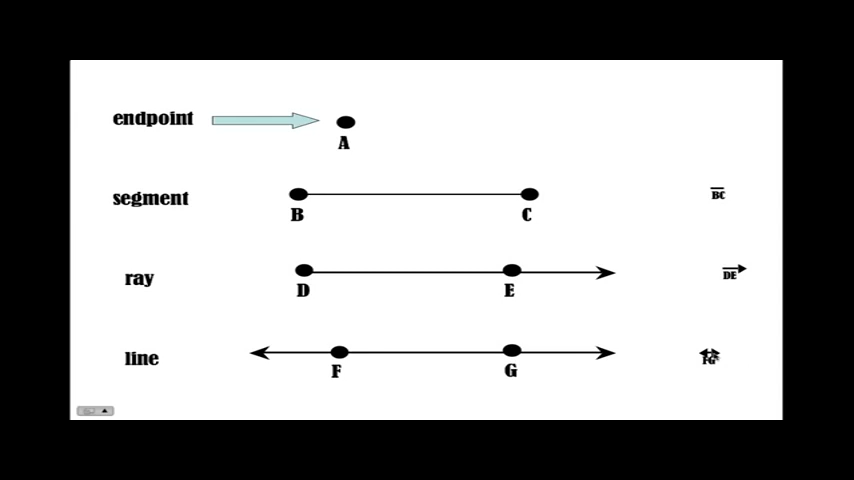 endpoint
A
segment
B C
BC
ray
D E
DE
line
F G
FG